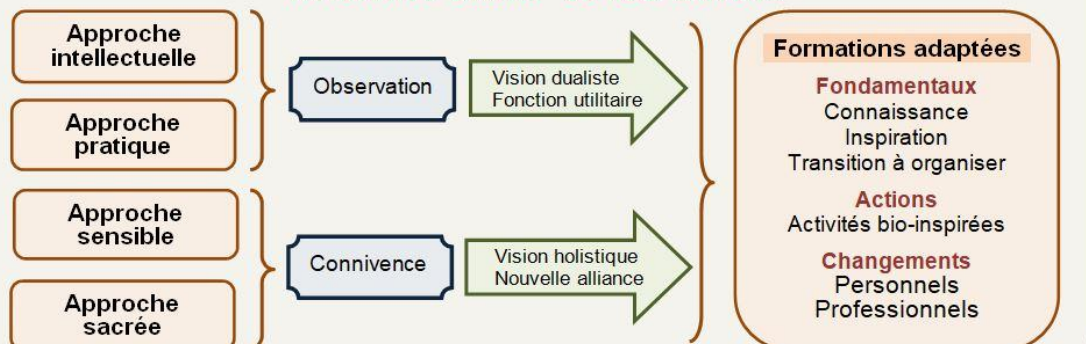 Approche
intellectuelle
Approche
pratique
Approche
sensible
Approche
sacrée
Observation
Connivence
Vision dualiste
Fonction utilitaire
Vision holistique
Nouvelle alliance
Formations adaptées
Fondamentaux
Connaissance
Inspiration
Transition à organiser
Actions
Activités bio-inspirées
Changements
Personnels
Professionnels